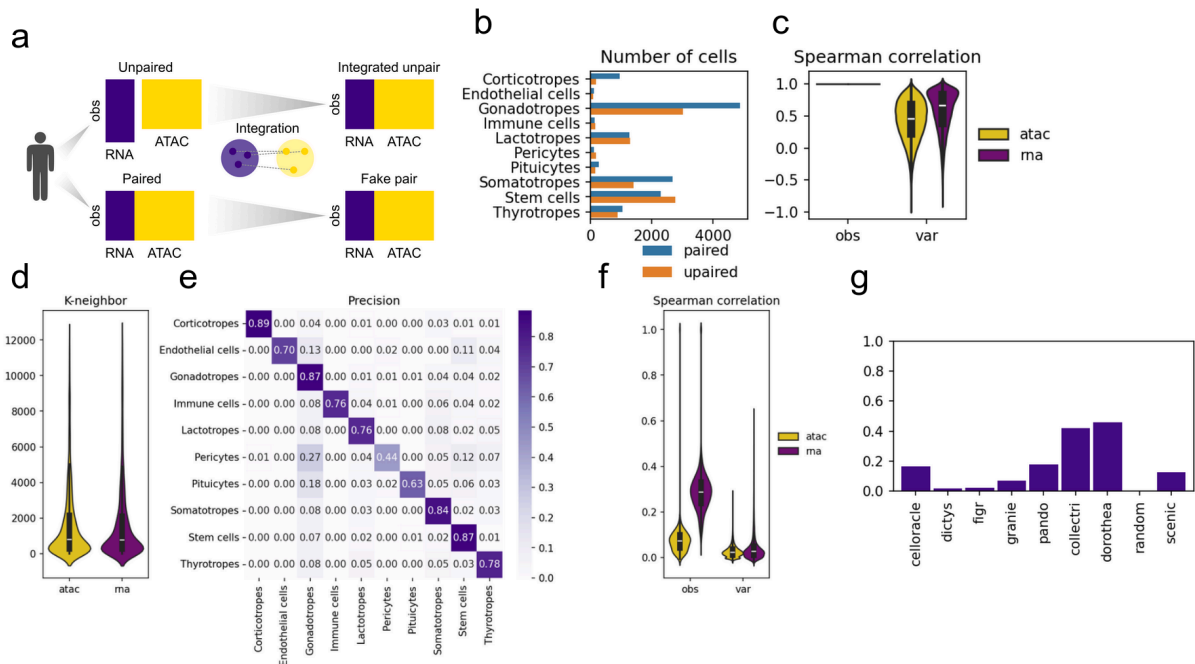 a
Unpaired
obs
RNA
ATAC
Integration
Integrated unpair
obs
RNA ATAC
Paired
obs
RNA ATAC
Fake pair
obs
RNA ATAC
b
Number of cells
Corticotropes
Endothelial cells
Gonadotropes
Immune cells
Lactotropes
Pericytes
Pituicytes
Somatotropes
Stem cells
Thyrotropes
0 2000 4000
paired
upaired
c
Spearman correlation
1.0
0.5
0.0
−0.5
−1.0
obs var
atac
rna
d
K-neighbor
12000
10000
8000
6000
4000
2000
0
atac rna
e
Precision
Corticotropes 0.89 0.00 0.04 0.00 0.01 0.00 0.00 0.03 0.01 0.01
Endothelial cells 0.00 0.70 0.13 0.00 0.00 0.02 0.00 0.00 0.11 0.04
Gonadotropes 0.00 0.00 0.87 0.00 0.01 0.01 0.01 0.04 0.04 0.02
Immune cells 0.00 0.00 0.08 0.76 0.04 0.01 0.00 0.06 0.04 0.02
Lactotropes 0.00 0.00 0.08 0.00 0.76 0.00 0.00 0.08 0.02 0.05
Pericytes 0.01 0.00 0.27 0.00 0.04 0.44 0.00 0.05 0.12 0.07
Pituicytes 0.00 0.00 0.18 0.00 0.03 0.02 0.63 0.05 0.06 0.03
Somatotropes 0.00 0.00 0.08 0.00 0.03 0.00 0.00 0.84 0.02 0.03
Stem cells 0.00 0.00 0.07 0.00 0.02 0.00 0.01 0.02 0.87 0.01
Thyrotropes 0.00 0.00 0.08 0.00 0.05 0.00 0.00 0.05 0.03 0.78
Corticotropes
Endothelial cells
Gonadotropes
Immune cells
Lactotropes
Pericytes
Pituicytes
Somatotropes
Stem cells
Thyrotropes
0.8
0.7
0.6
0.5
0.4
0.3
0.2
0.1
0.0
f
Spearman correlation
1.0
0.8
0.6
0.4
0.2
0.0
obs var
atac
rna
g
1.0
0.8
0.6
0.4
0.2
0.0
celloracle
dictys
figr
granie
pando
collectri
dorothea
random
scenic